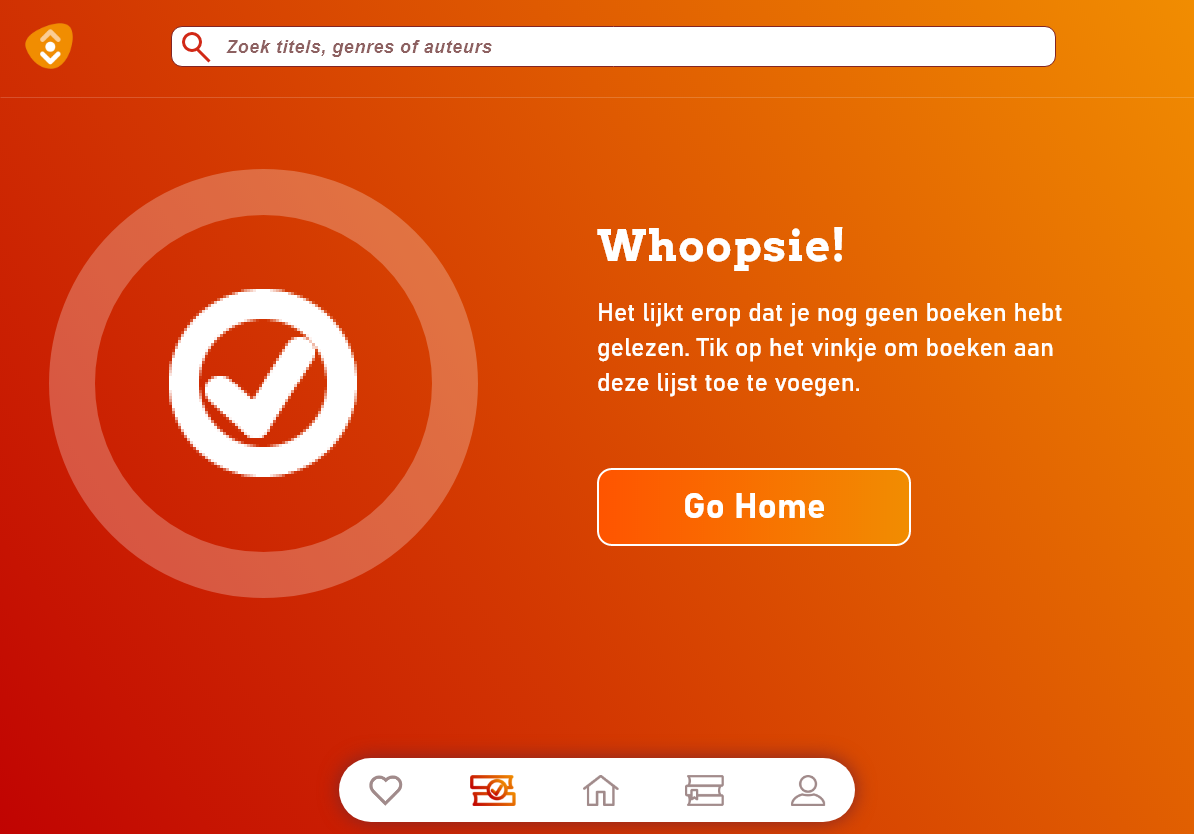 Zoek titels, genres of auteurs
Whoopsie!
Het lijkt erop dat je nog geen boeken hebt
gelezen. Tik op het vinkje om boeken aan
deze lijst toe te voegen.
Go Home